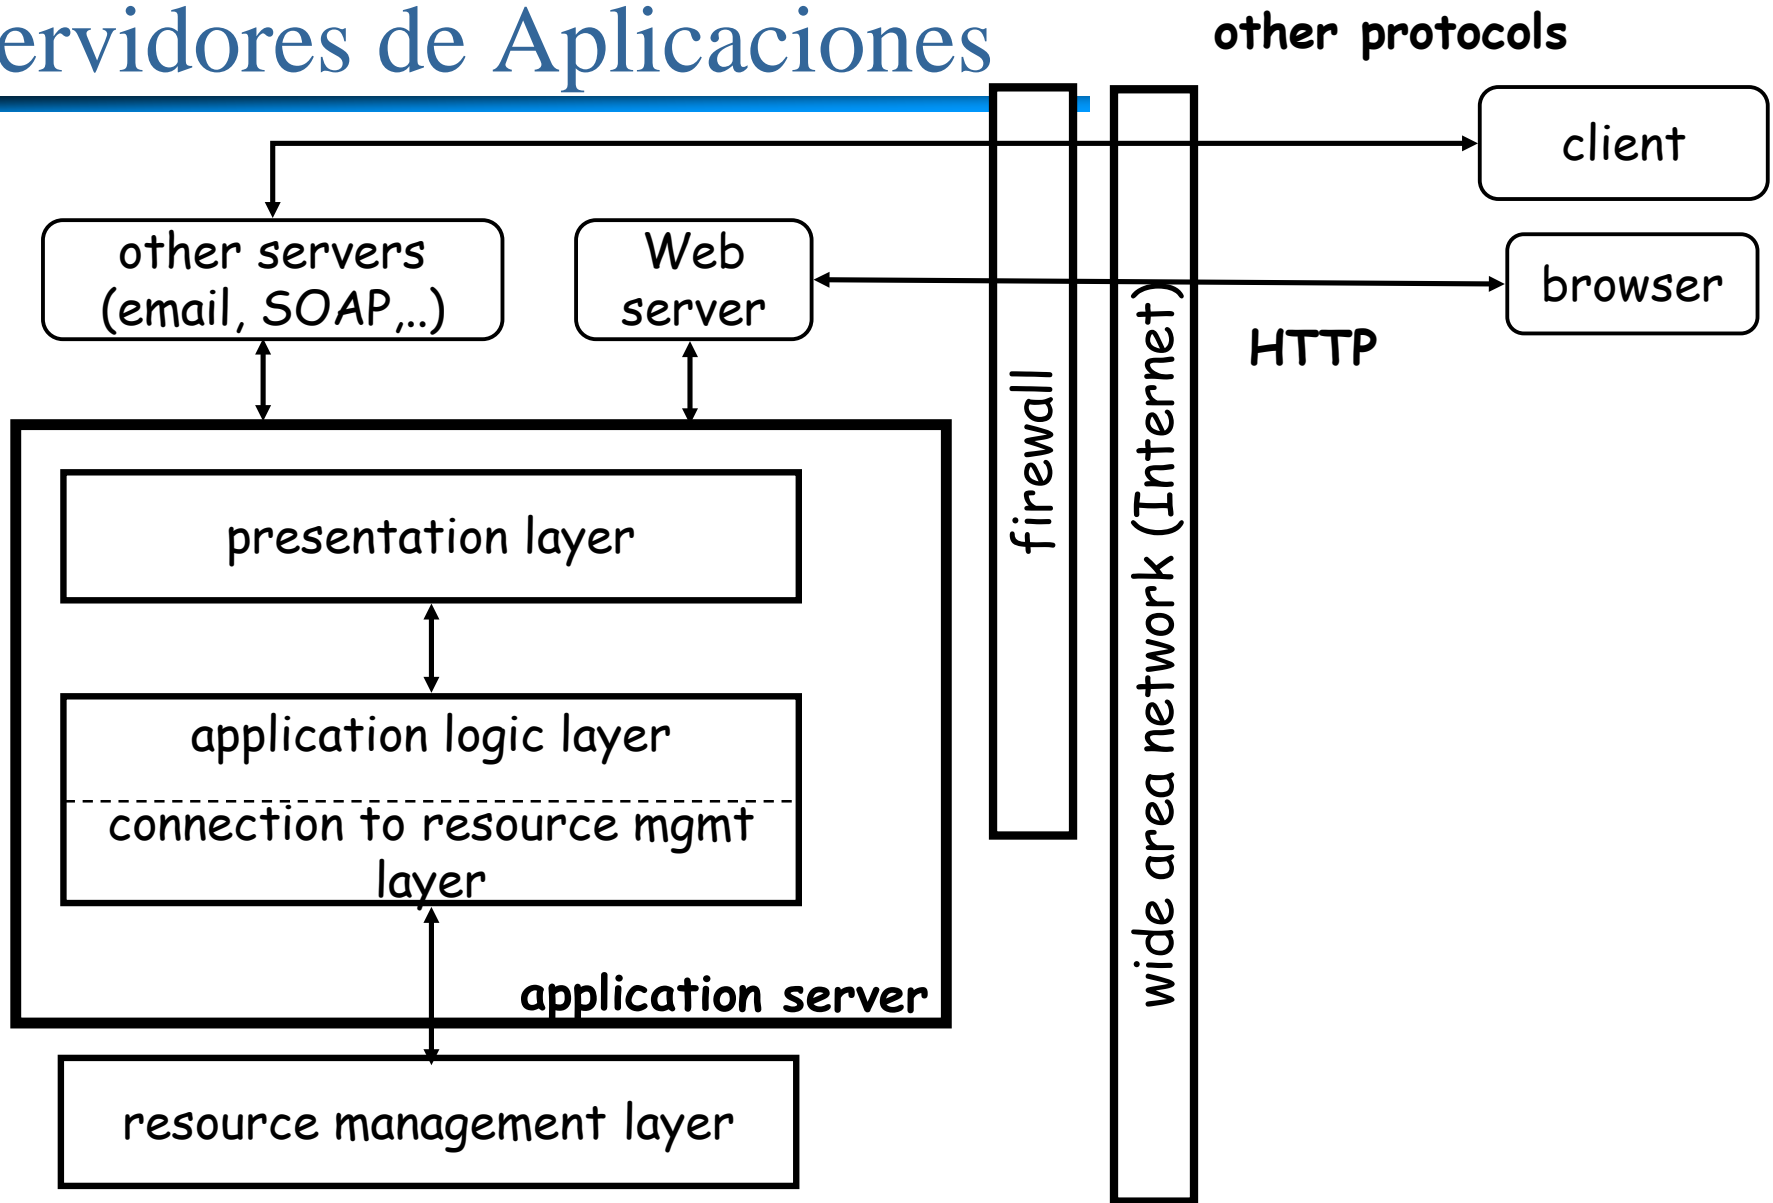 ervidores de Aplicaciones
other protocols
client
other servers
(email, SOAP,..)
Web
server
browser
HTTP
firewall
wide area network (Internet)
presentation layer
application logic layer
connection to resource mgmt
layer
application server
resource management layer